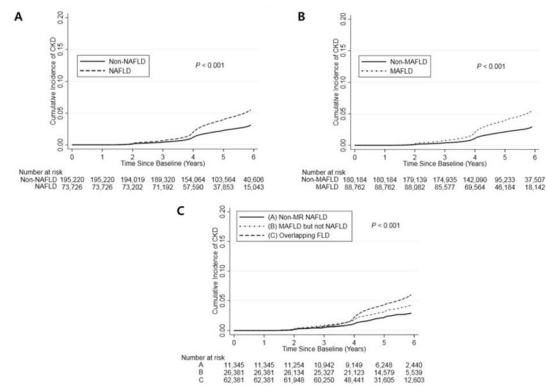 A
Cumulative Incidence of CKD
0.20
0.15
0.10
0.05
0.00
Non-NAFLD
NAFLD
P < 0.001
0 1 2 3 4 5 6
Time Since Baseline (Years)
Number at risk
Non-NAFLD 195,220 195,220 194,019 189,320 154,064 103,564 40,606
NAFLD 73,726 73,726 73,202 71,192 57,590 37,853 15,043
B
Cumulative Incidence of CKD
0.20
0.15
0.10
0.05
0.00
Non-MAFLD
MAFLD
P < 0.001
0 1 2 3 4 5 6
Time Since Baseline (Years)
Number at risk
Non-MAFLD 180,184 180,184 179,139 174,935 142,090 95,233 37,507
MAFLD 88,762 88,762 88,082 85,577 69,564 46,184 18,142
C
Cumulative Incidence of CKD
0.20
0.15
0.10
0.05
0.00
(A) Non-MR NAFLD
(B) MAFLD but not NAFLD
(C) Overlapping FLD
P < 0.001
0 1 2 3 4 5 6
Time Since Baseline (Years)
Number at risk
A 11,345 11,345 11,254 10,942 9,149 6,248 2,440
B 26,381 26,381 26,134 25,327 21,123 14,579 5,539
C 62,381 62,381 61,948 60,250 48,441 31,605 12,603